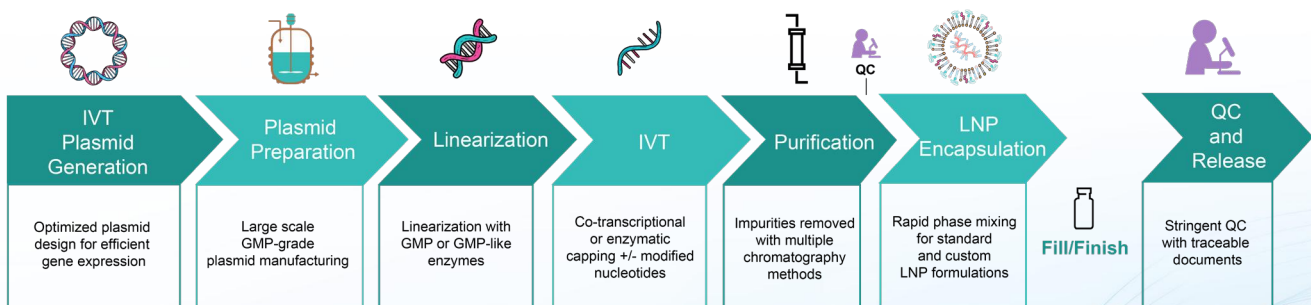 QC
IVT
Plasmid
Generation
Plasmid
Preparation
Linearization
IVT
Purification
LNP
Encapsulation
QC
and
Release
Optimized plasmid
design for efficient
gene expression
Large scale
GMP-grade
plasmid manufacturing
Linearization with
GMP or GMP-like
enzymes
Co-transcriptional
or enzymatic
capping +/- modified
nucleotides
Impurities removed
with multiple
chromatography
methods
Rapid phase mixing
for standard
and custom
LNP formulations
Fill/Finish
Stringent QC
with traceable
documents